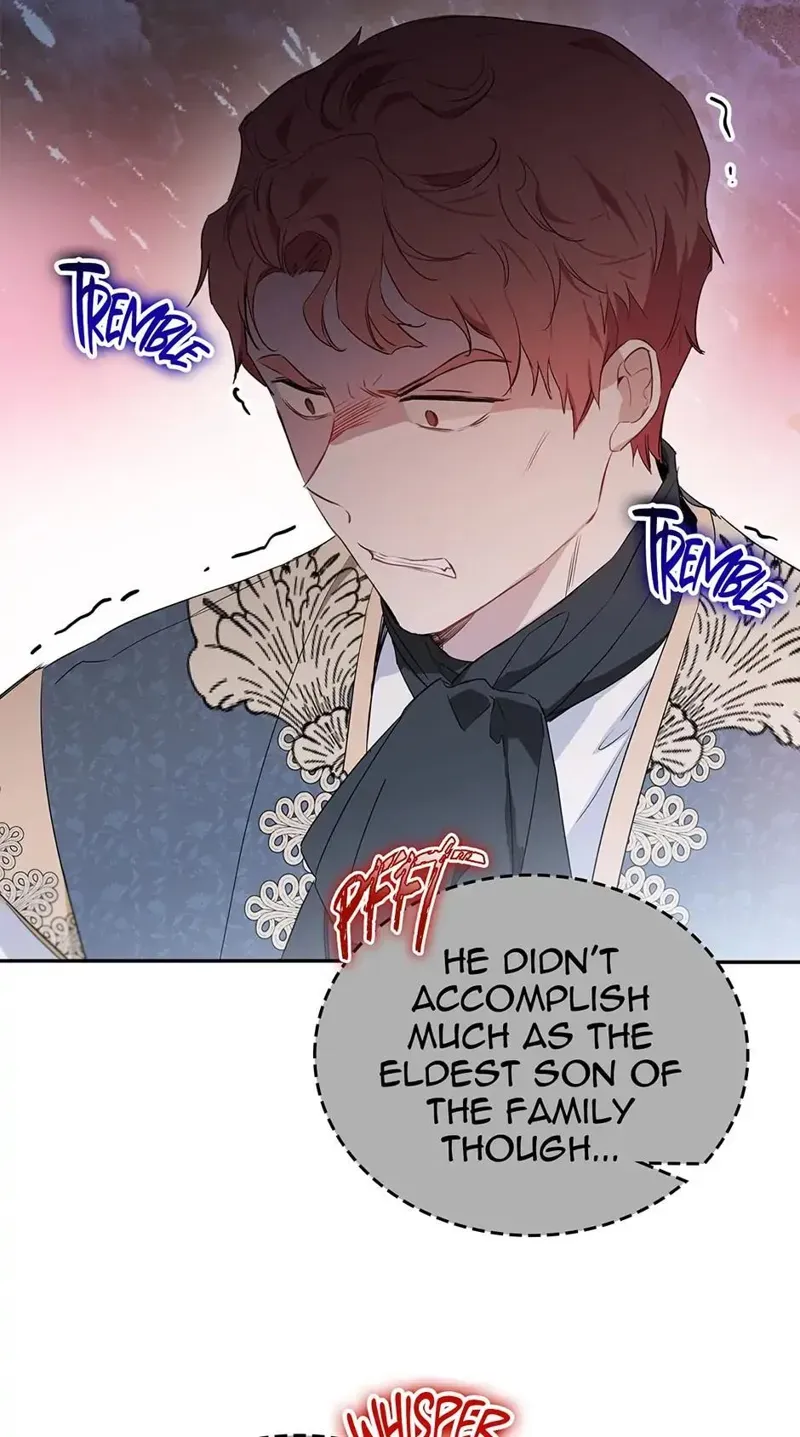 TREMBLE
TREMBLE
PFFT
HE DIDN'T
ACCOMPLISH
MUCH AS THE
ELDEST SON OF
THE FAMILY
THOUGH...
WHISPER